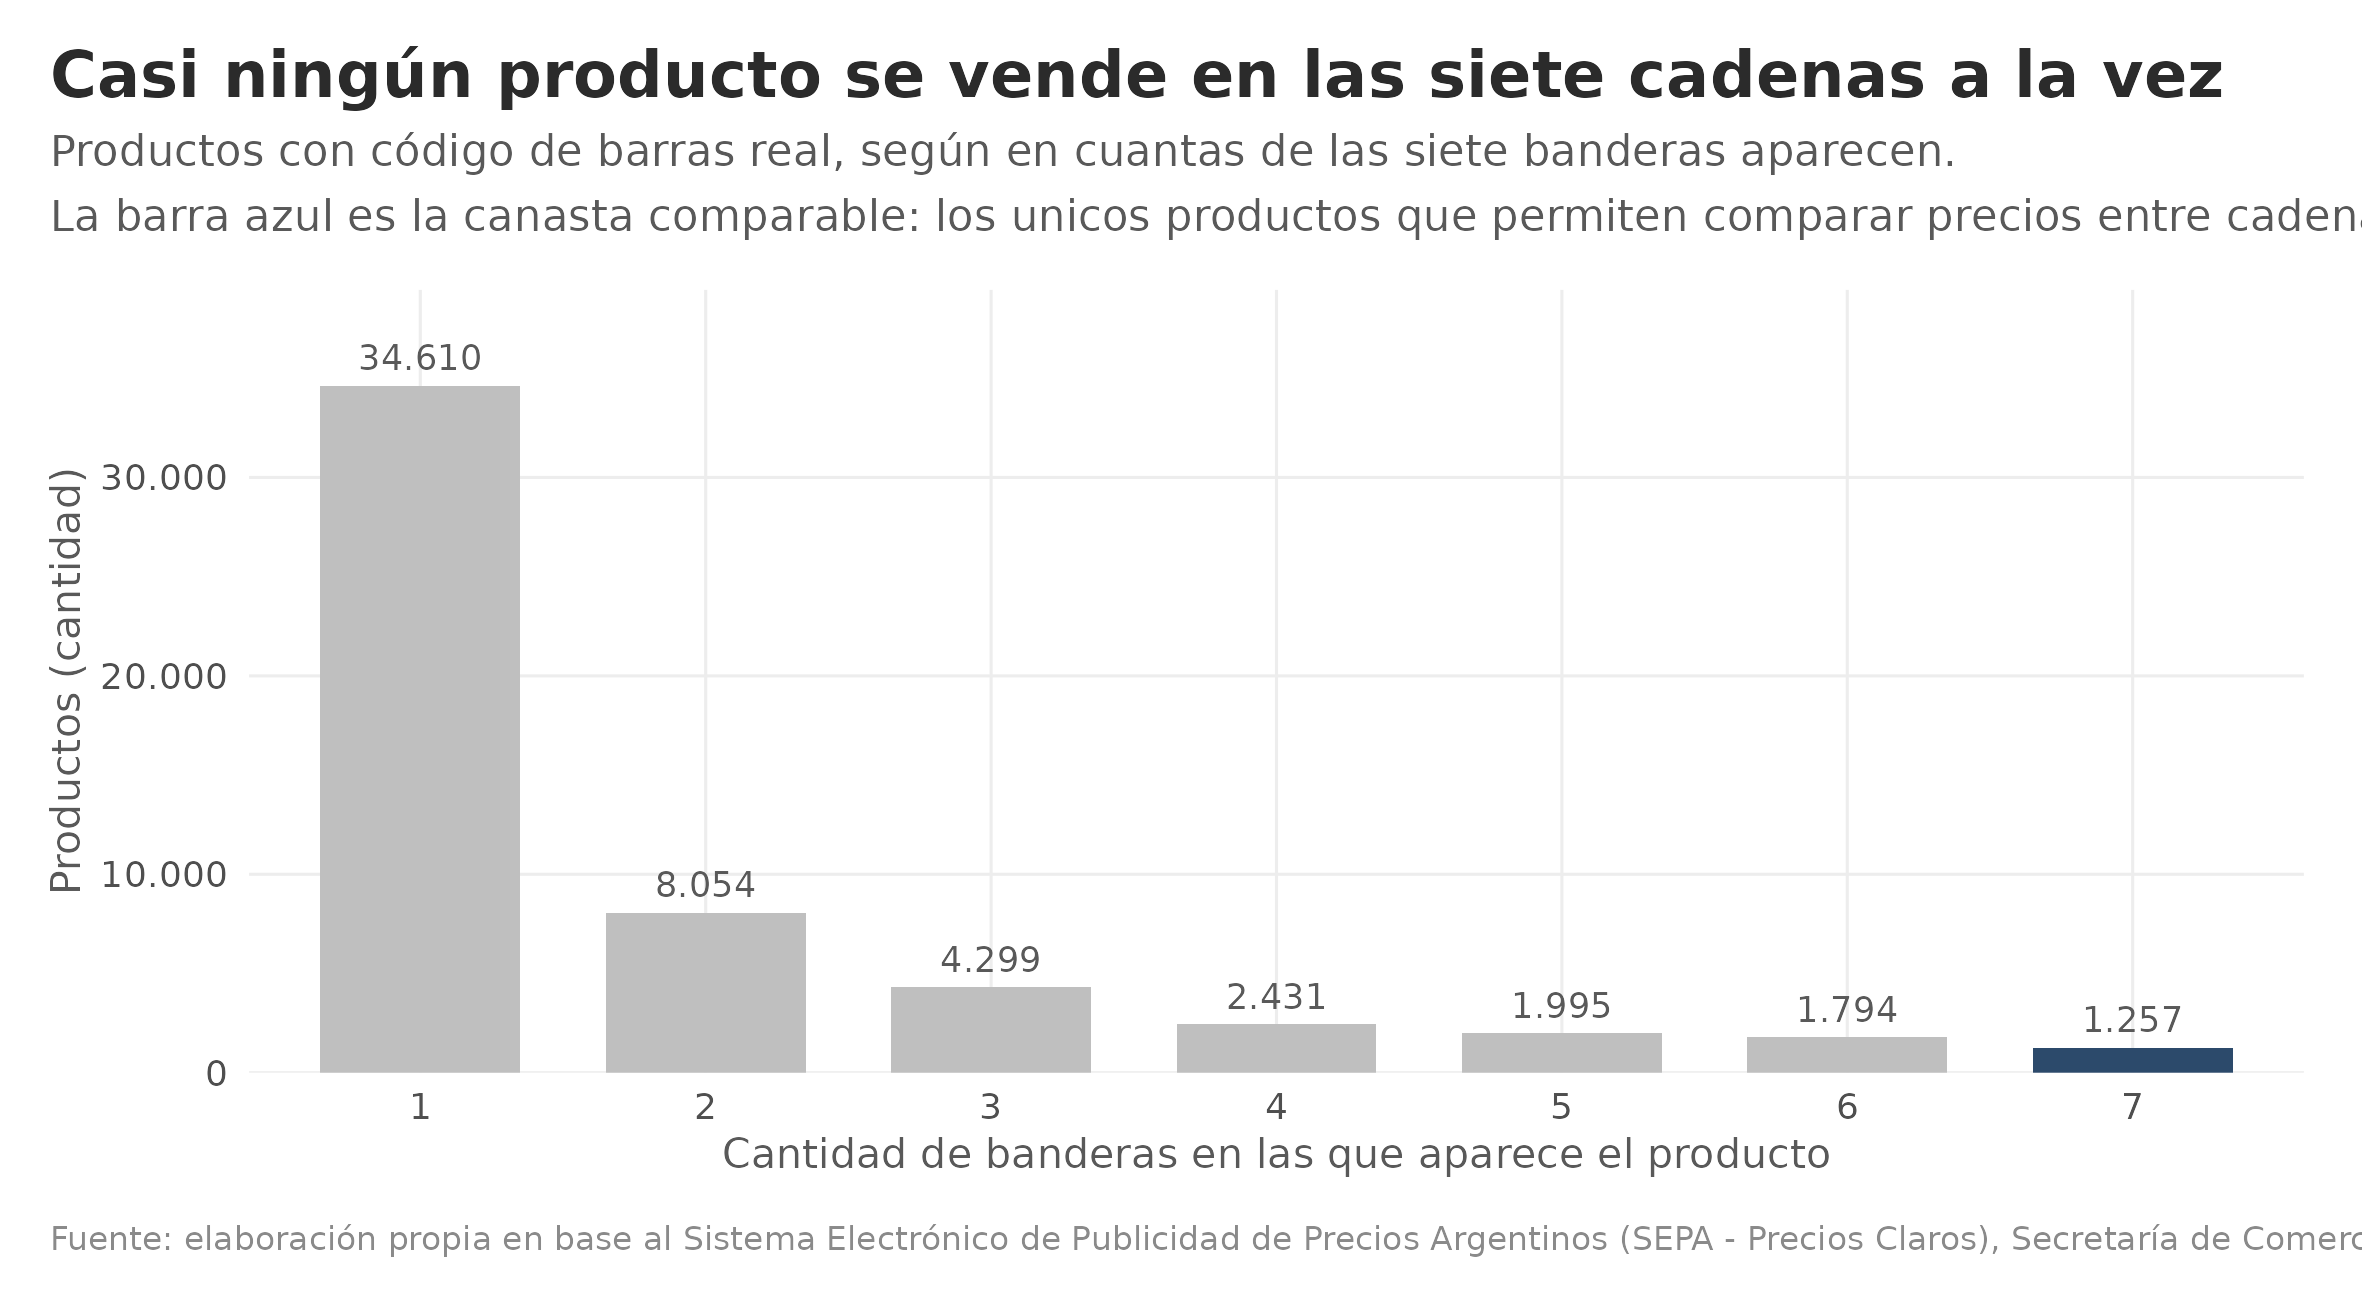 Casi ningún producto se vende en las siete cadenas a la vez
Productos con código de barras real, según en cuantas de las siete banderas aparecen.
La barra azul es la canasta comparable: los unicos productos que permiten comparar precios entre caden
34.610
8.054
4.299
2.431
1.995
1.794
1.257
Productos (cantidad)
30.000
20.000
10.000
0
1 2 3 4 5 6 7
Cantidad de banderas en las que aparece el producto
Fuente: elaboración propia en base al Sistema Electrónico de Publicidad de Precios Argentinos (SEPA - Precios Claros), Secretaría de Comerc